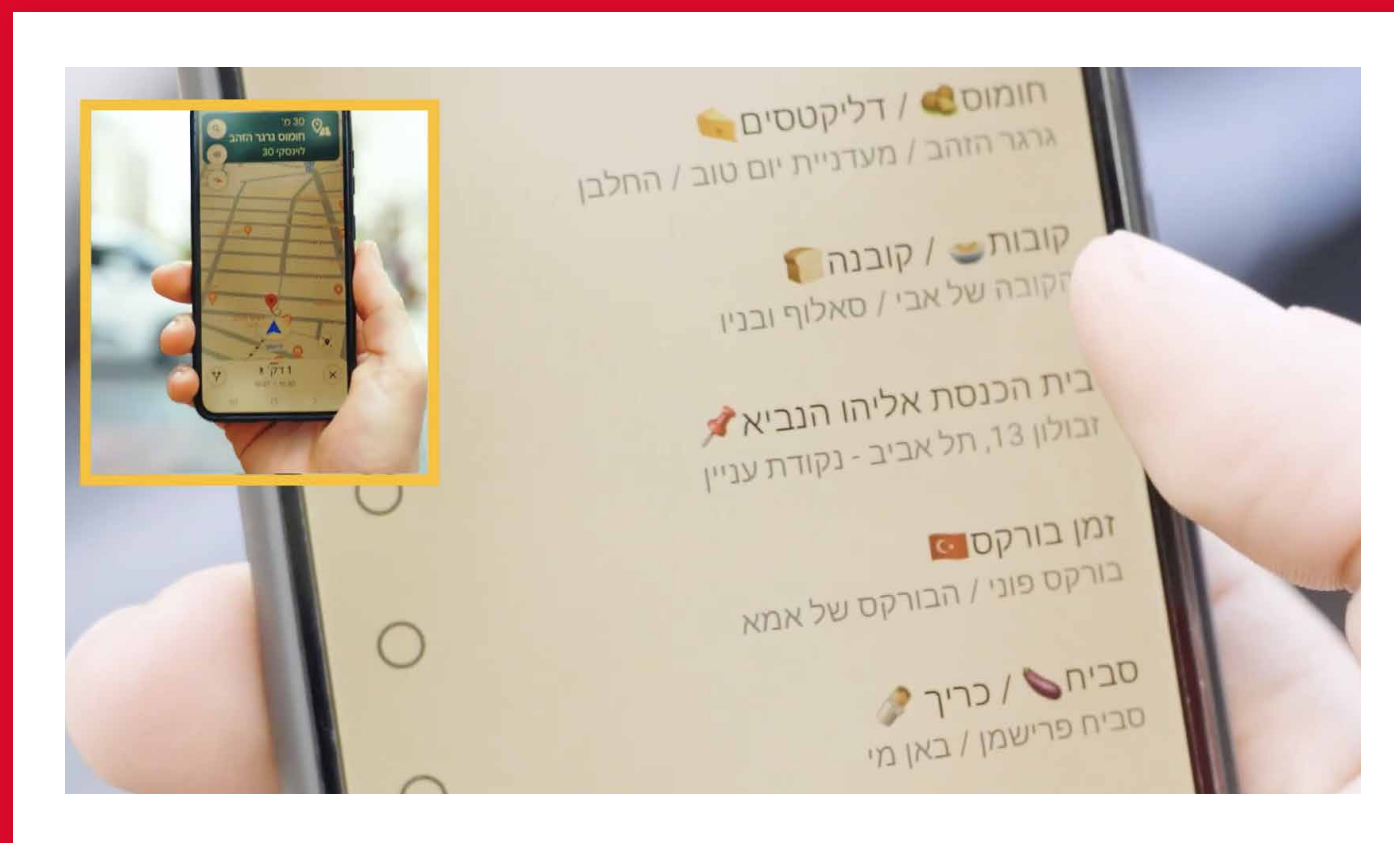 חומוס🧆 / דליקטסים🧀
גרגר הזהב / מעדניית יום טוב / החלבן
קובות🥣 / קובנה🍞
הקובה של אבי / סאלוף ובניו
בית הכנסת אליהו הנביא📌
זבולון 13, תל אביב - נקודת עניין
זמן בורקס🇹🇷
בורקס פוני / הבורקס של אמא
סביח🍆 / כריך🌯
סביח פרישמן / באן מי
30 מ'
חומוס גרגר הזהב
לוינסקי 30
1 דק'